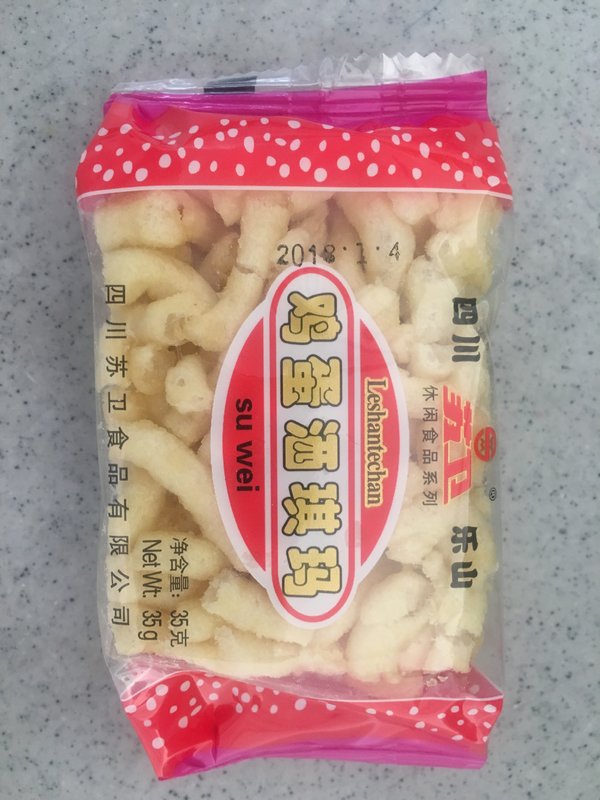 四川 苏卫® 乐山
休闲食品系列
Leshantechan
鸡蛋洒琪玛
su wei
净含量: 35克
Net Wt: 35g
四川苏卫食品有限公司
2018·1·4